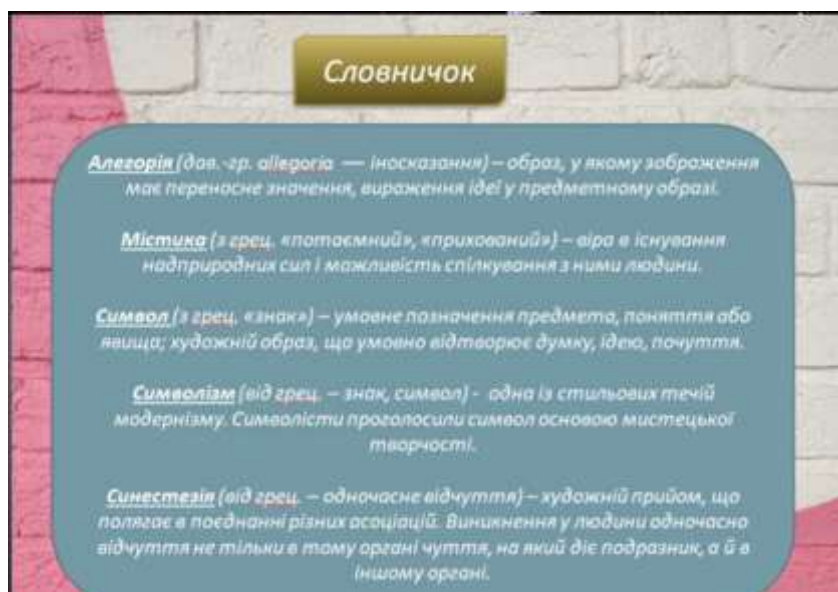 Словничок
Алегорія (дав.-гр. allegoria — іносказання) – образ, у якому зображення
має переносне значення, вираження ідеї у предметному образі.
Містика (з грец. «потаємний», «прихований») – віра в існування
надприродних сил і можливість спілкування з ними людини.
Символ (з грец. «знак») – умовне позначення предмета, поняття або
явища; художній образ, що умовно відтворює думку, ідею, почуття.
Символізм (від грец. – знак, символ) - одна із стильових течій
модернізму. Символісти проголосили символ основою мистецької
творчості.
Синестезія (від грец. – одночасне відчуття) – художній прийом, що
полягає в поєднанні різних асоціацій. Виникнення у людини одночасно
відчуття не тільки в тому органі чуття, на який діє подразник, а й в
іншому органі.